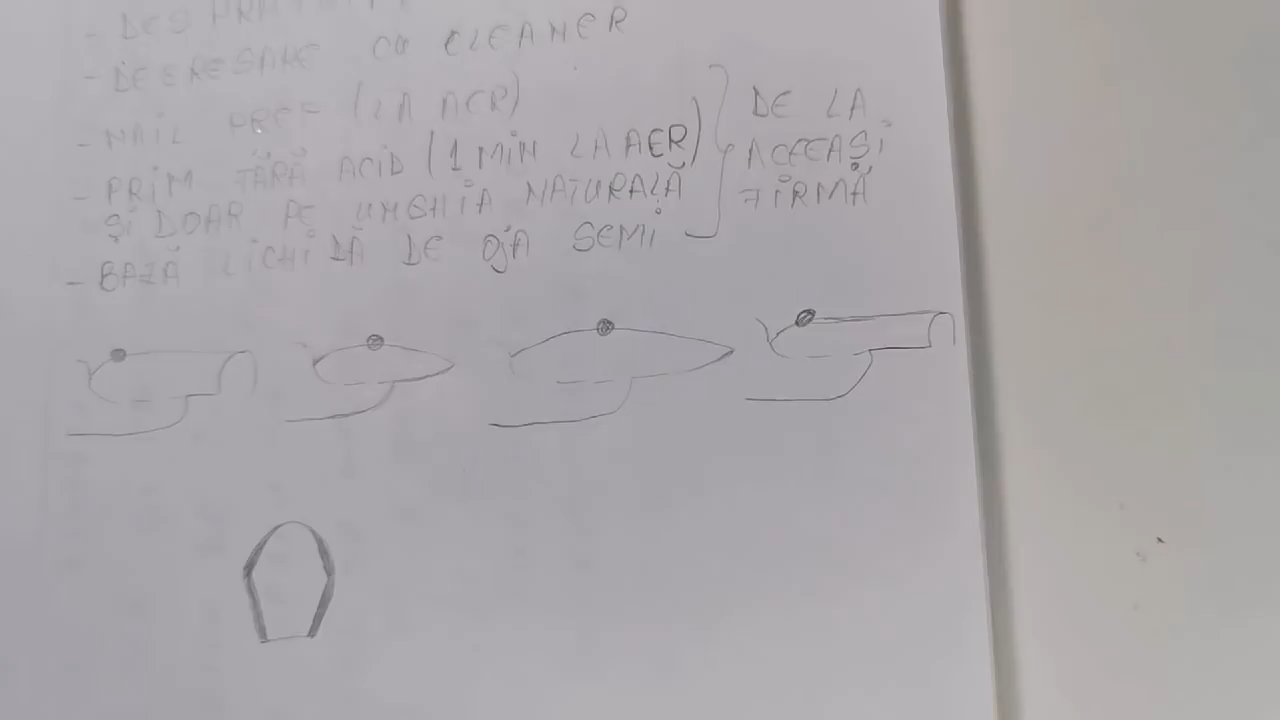 - DEGRESARE CU CLEANER
- NAIL PREP (LA AER)
- PRIM FĂRĂ ACID (1 MIN LA AER)
ȘI DOAR PE UNGHIA NATURALĂ
- BAZĂ LICHIDĂ DE OJA SEMI
DE LA
ACEEAȘI
FIRMĂ